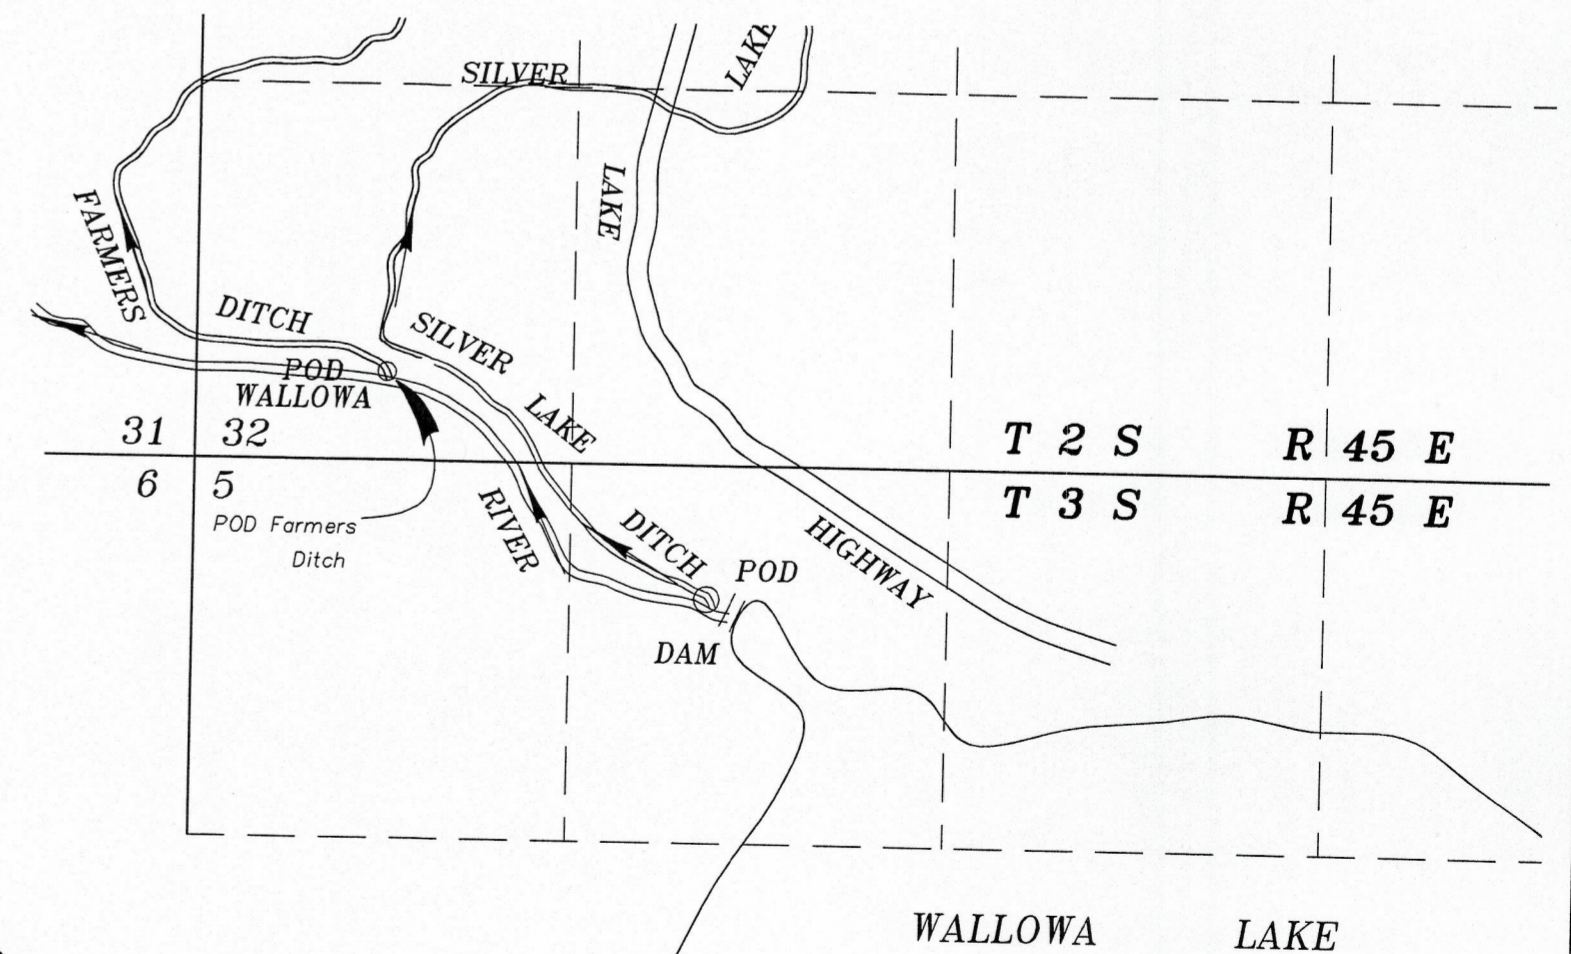 SILVER
LAKE
LAKE
FARMERS
DITCH
SILVER
POD
WALLOWA
LAKE
31 32
T 2 S R 45 E
6 5
T 3 S R 45 E
POD Farmers
Ditch
RIVER
DITCH
HIGHWAY
POD
DAM
WALLOWA LAKE